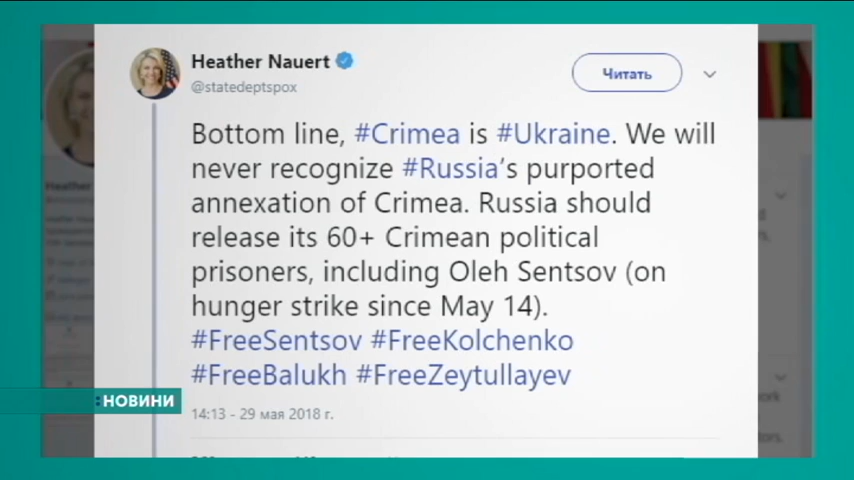 Heather Nauert
@statedeptspox
Читать
Bottom line, #Crimea is #Ukraine. We will
never recognize #Russia's purported
annexation of Crimea. Russia should
release its 60+ Crimean political
prisoners, including Oleh Sentsov (on
hunger strike since May 14).
#FreeSentsov #FreeKolchenko
#FreeBalukh #FreeZeytullayev
14:13 - 29 мая 2018 г.
:НОВИНИ
Heather